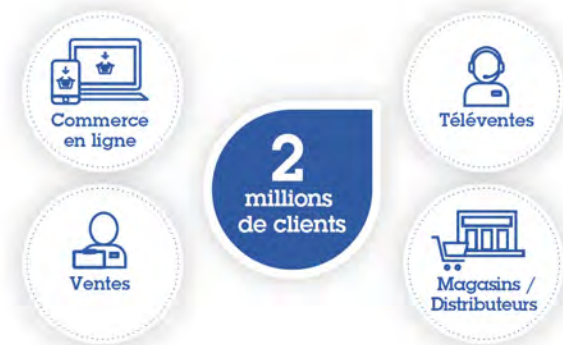 Commerce
en ligne
Téléventes
2
millions
de clients
Ventes
Magasins /
Distributeurs